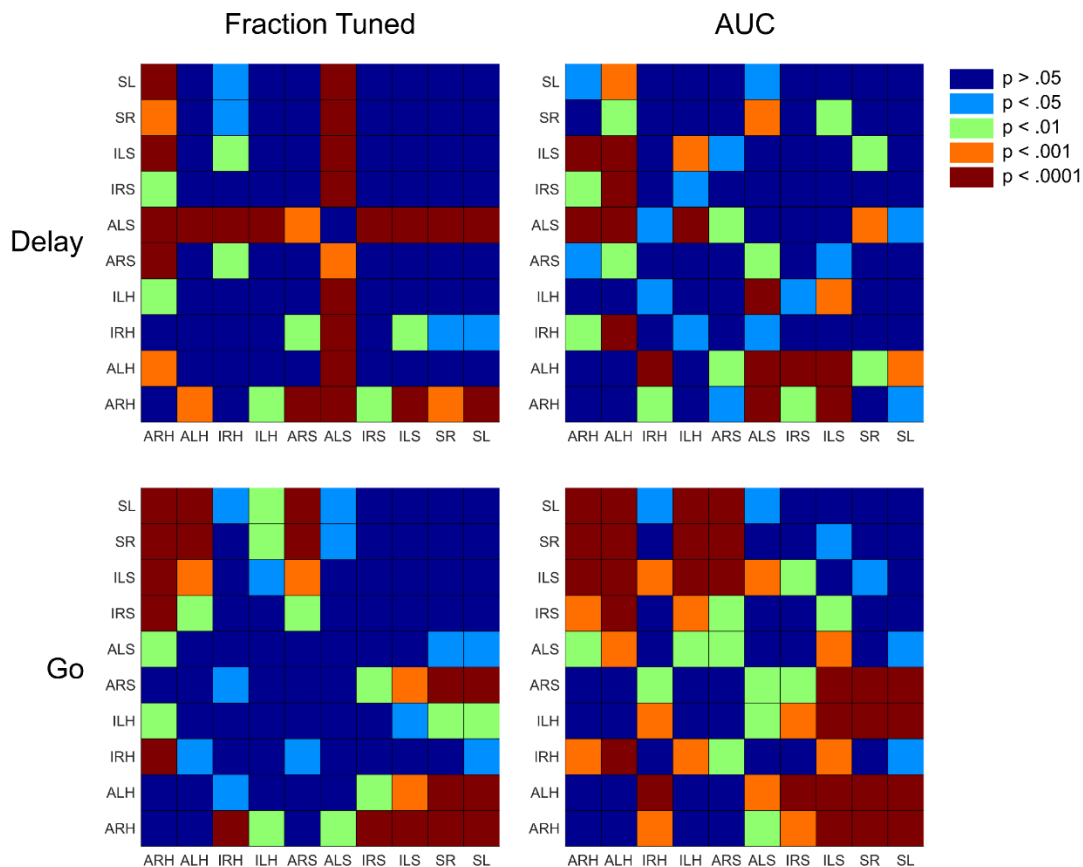 Fraction Tuned
AUC
Delay
SL
SR
ILS
IRS
ALS
ARS
ILH
IRH
ALH
ARH
ARH ALH IRH ILH ARS ALS IRS ILS SR SL
SL
SR
ILS
IRS
ALS
ARS
ILH
IRH
ALH
ARH
ARH ALH IRH ILH ARS ALS IRS ILS SR SL
p > .05
p < .05
p < .01
p < .001
p < .0001
Go
SL
SR
ILS
IRS
ALS
ARS
ILH
IRH
ALH
ARH
ARH ALH IRH ILH ARS ALS IRS ILS SR SL
SL
SR
ILS
IRS
ALS
ARS
ILH
IRH
ALH
ARH
ARH ALH IRH ILH ARS ALS IRS ILS SR SL